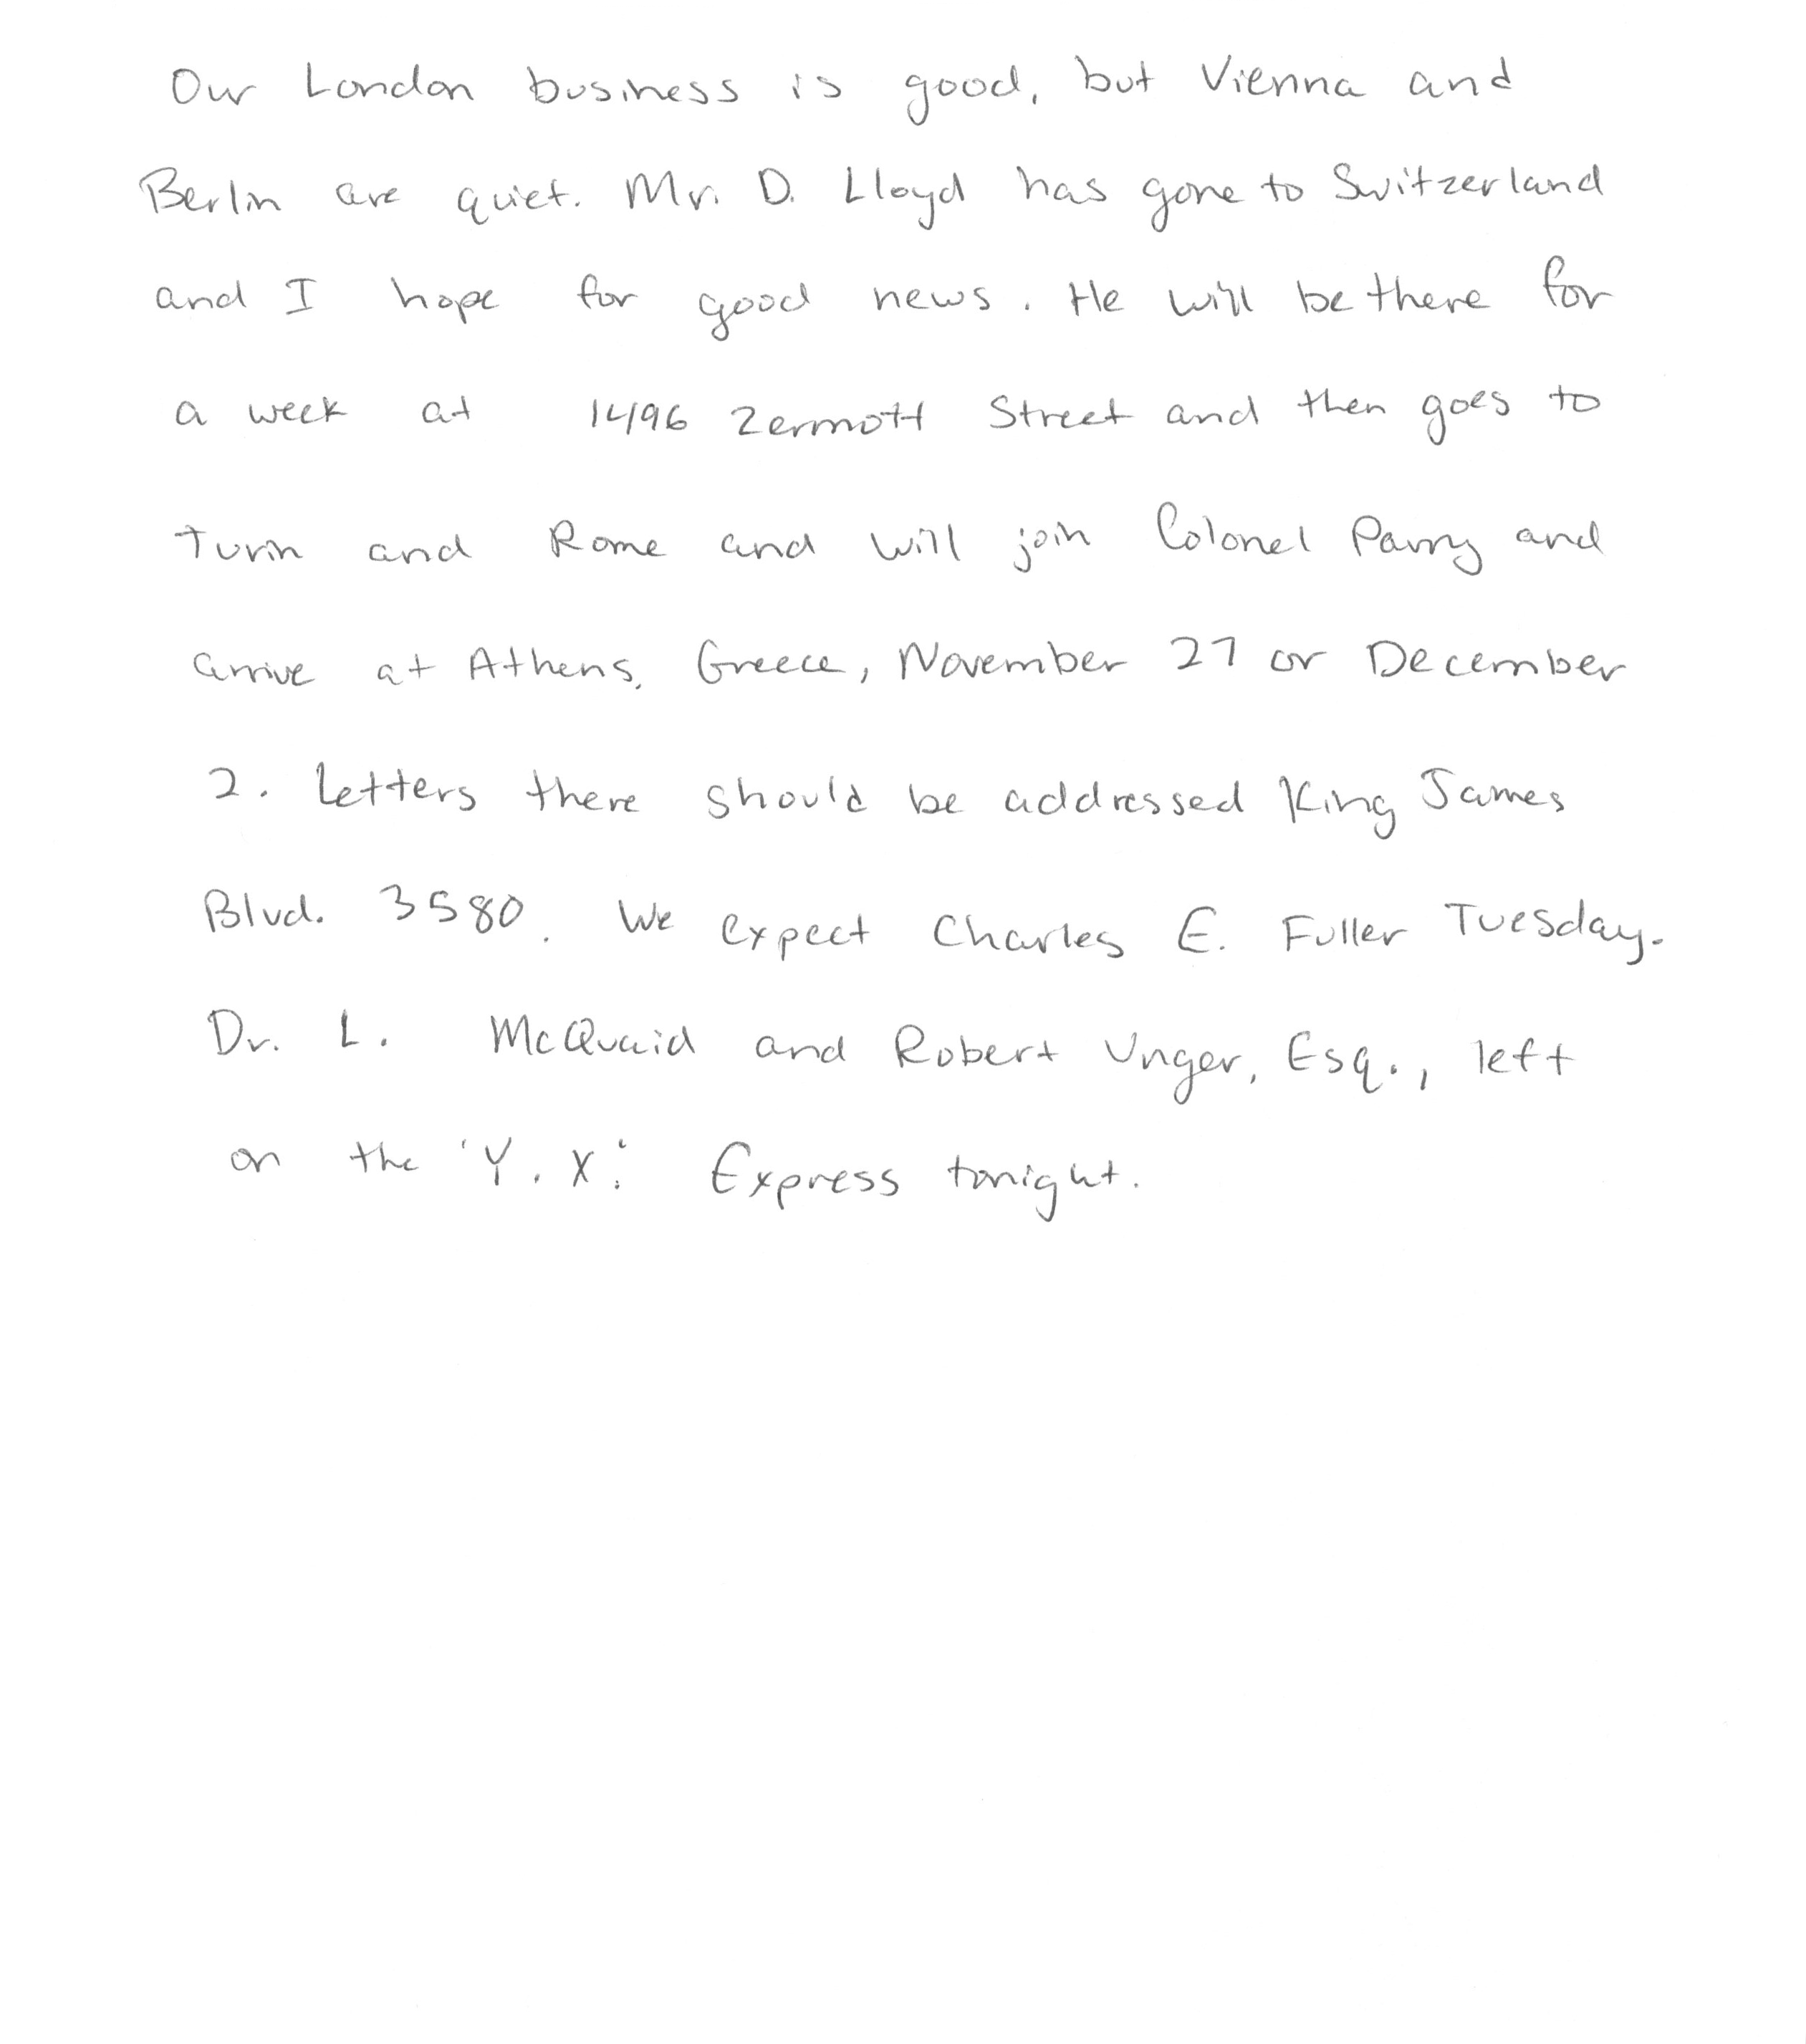 Our London business is good, but Vienna and
Berlin are quiet. Mr. D. Lloyd has gone to Switzerland
and I hope for good news. He will be there for
a week at 1496 Zermott Street and then goes to
Turin and Rome and will join Colonel Parry and
arrive at Athens, Greece, November 27 or December
2. Letters there should be addressed King James
Blvd. 3580. We expect Charles E. Fuller Tuesday.
Dr. L. McQuaid and Robert Unger, Esq., left
on the 'Y. X.' Express tonight.